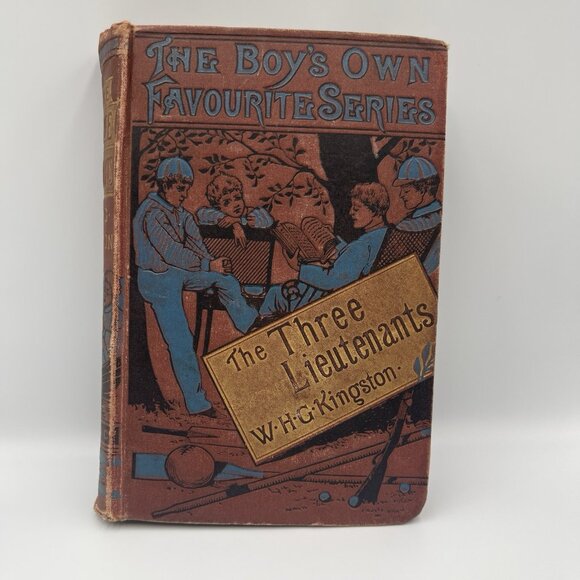 THE BOY'S OWN
FAVOURITE SERIES
The Three
Lieutenants
W·H·G·Kingston·